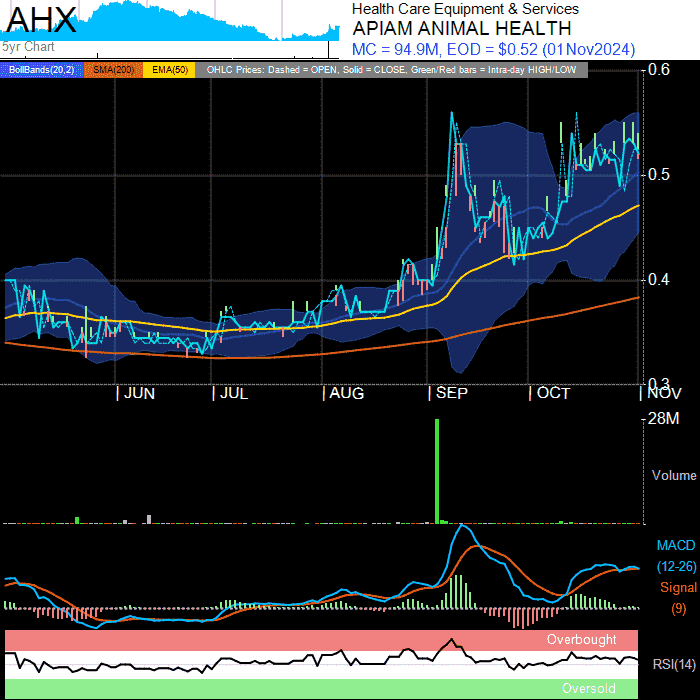 AHX
5yr Chart
Health Care Equipment & Services
APIAM ANIMAL HEALTH
MC = 94.9M, EOD = $0.52 (01Nov2024)
BollBands(20,2) SMA(200) EMA(50) OHLC Prices: Dashed = OPEN, Solid = CLOSE, Green/Red bars = Intra-day HIGH/LOW
0.6
0.5
0.4
0.3
JUN JUL AUG SEP OCT NOV
28M
Volume
MACD
(12-26)
Signal
(9)
Overbought
RSI(14)
Oversold